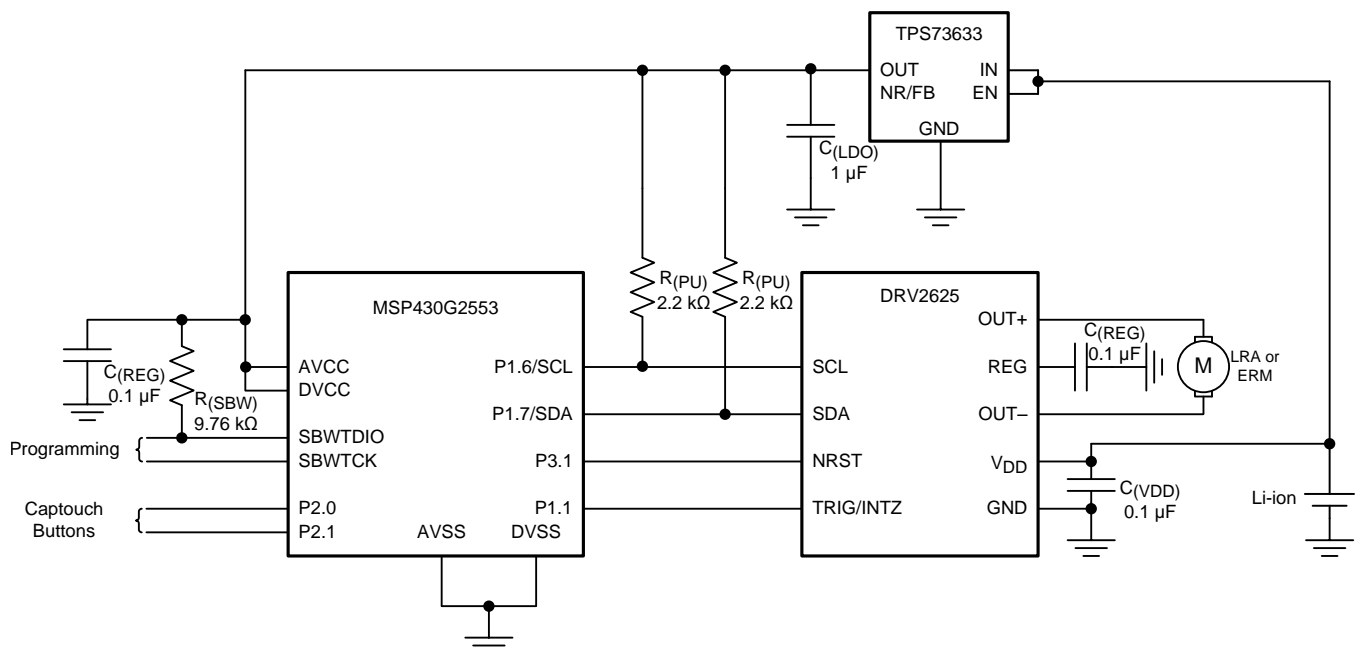 TPS73633
OUT
IN
NR/FB
EN
GND
C(LDO)
1 µF
R(PU)
2.2 kΩ
R(PU)
2.2 kΩ
MSP430G2553
AVCC
DVCC
SBWTDIO
SBWTCK
P2.0
P2.1
AVSS
DVSS
P1.6/SCL
P1.7/SDA
P3.1
P1.1
C(REG)
0.1 µF
R(SBW)
9.76 kΩ
Programming
Captouch
Buttons
DRV2625
SCL
SDA
NRST
TRIG/INTZ
OUT+
REG
OUT–
VDD
GND
C(REG)
0.1 µF
M
LRA or
ERM
C(VDD)
0.1 µF
Li-ion